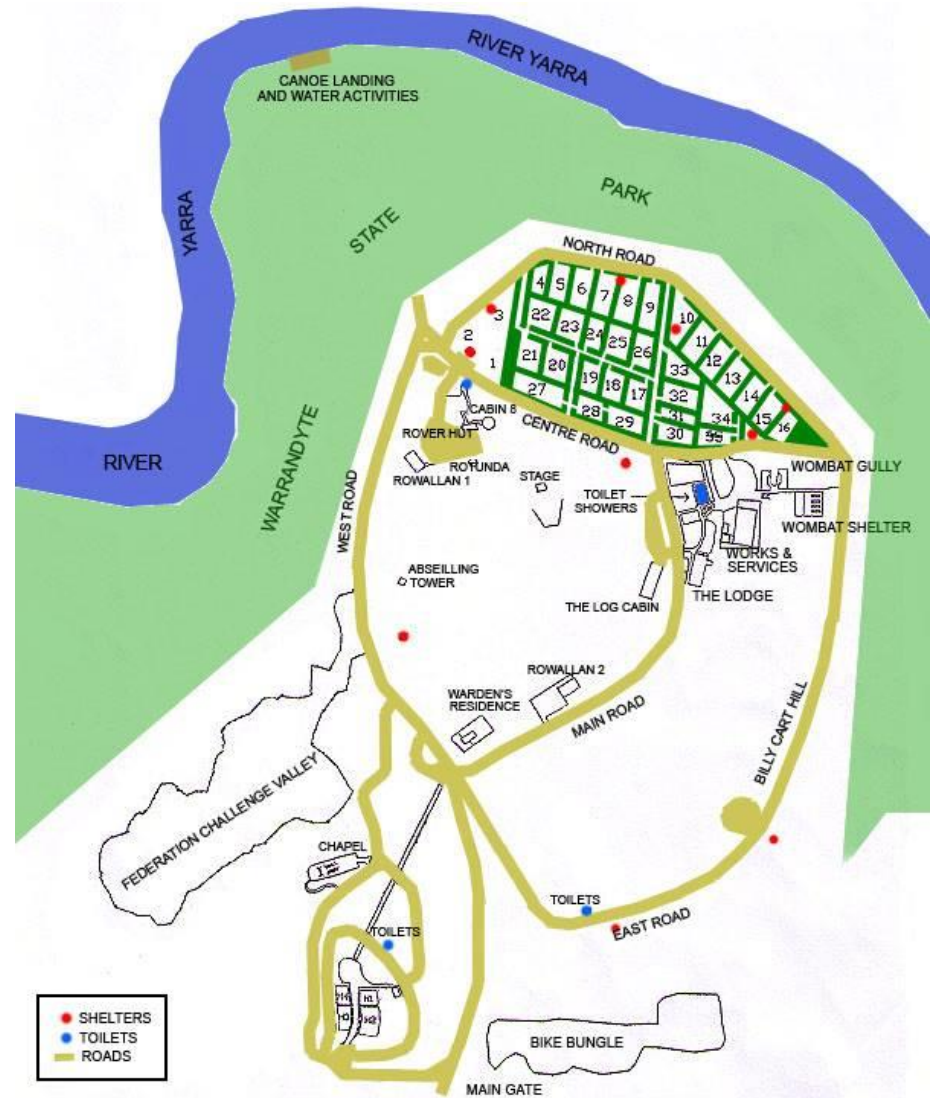 RIVER YARRA
CANOE LANDING
AND WATER ACTIVITIES
PARK
YARRA
STATE
NORTH ROAD
4 5 6 7 8 9
10
3
22 23 24 25 26
11
2
12
1
21 20 19 18 17
33
13
27
32
14
28 29
31
34
15
30
16
CABIN 8
CENTRE ROAD
ROVER HUT
ROTUNDA
ROWALLAN 1
STAGE
WOMBAT GULLY
RIVER
WARRANDYTE
WEST ROAD
TOILET
SHOWERS
WOMBAT SHELTER
WORKS &
SERVICES
ABSEILLING
TOWER
THE LODGE
THE LOG CABIN
ROWALLAN 2
WARDEN'S
RESIDENCE
MAIN ROAD
BILLY CART HILL
FEDERATION CHALLENGE VALLEY
CHAPEL
TOILETS
EAST ROAD
TOILETS
H1
H2
SHELTERS
TOILETS
ROADS
BIKE BUNGLE
MAIN GATE